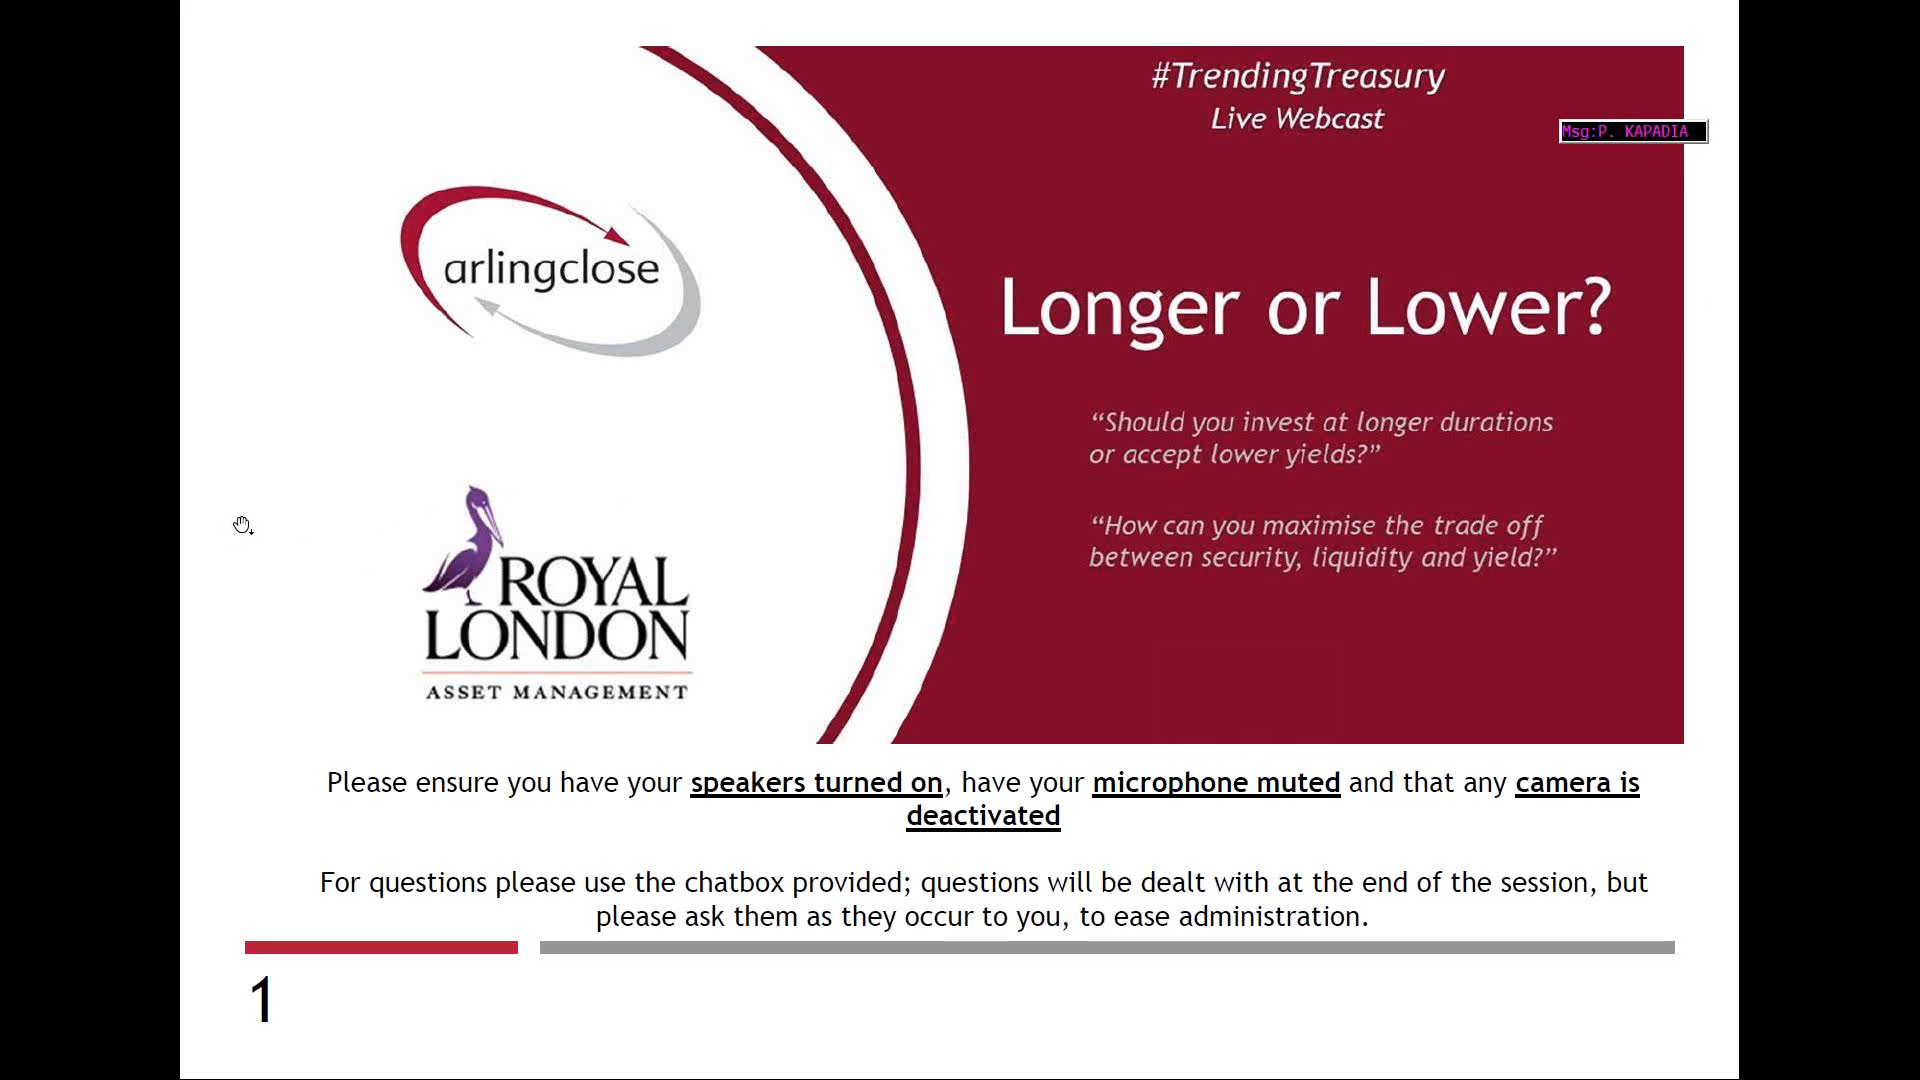 #TrendingTreasury
Live Webcast
Msg:P. KAPADIA
arlingclose
Longer or Lower?
“Should you invest at longer durations
or accept lower yields?”
“How can you maximise the trade off
between security, liquidity and yield?”
ROYAL
LONDON
ASSET MANAGEMENT
Please ensure you have your speakers turned on, have your microphone muted and that any camera is
deactivated
For questions please use the chatbox provided; questions will be dealt with at the end of the session, but
please ask them as they occur to you, to ease administration.
1